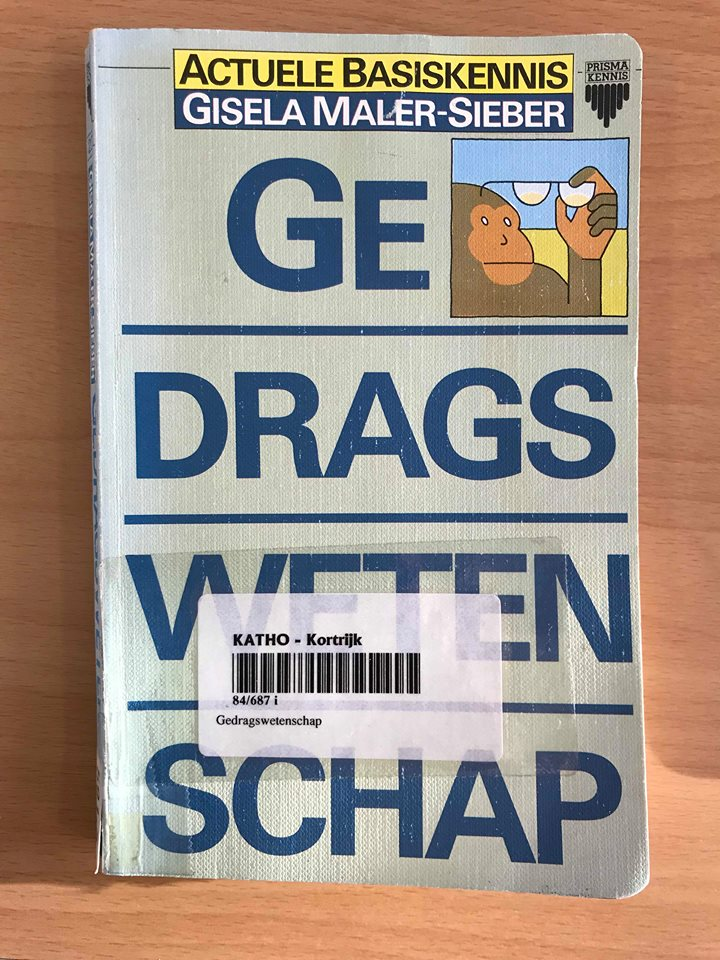 ACTUELE BASISKENNIS
GISELA MALER-SIEBER
PRISMA
KENNIS
GE
DRAGS
WETEN
SCHAP
KATHO - Kortrijk
84/687 i
Gedragswetenschap